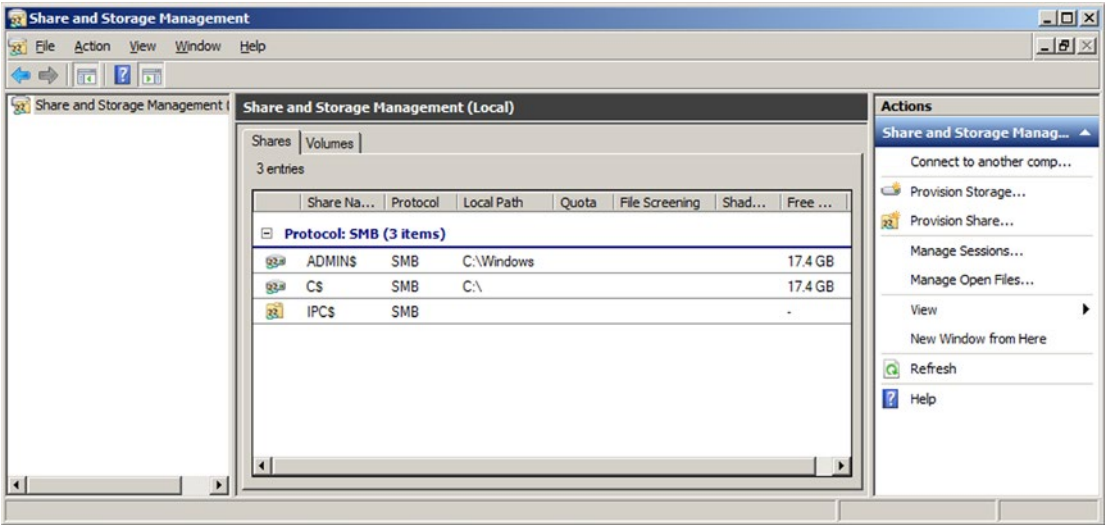 Share and Storage Management
File Action View Window Help
Share and Storage Management (
Share and Storage Management (Local)
Shares Volumes
3 entries
Share Na... Protocol Local Path Quota File Screening Shad... Free ...
Protocol: SMB (3 items)
ADMIN$ SMB C:\Windows 17.4 GB
C$ SMB C:\ 17.4 GB
IPC$ SMB -
Actions
Share and Storage Manag...
Connect to another comp...
Provision Storage...
Provision Share...
Manage Sessions...
Manage Open Files...
View
New Window from Here
Refresh
Help